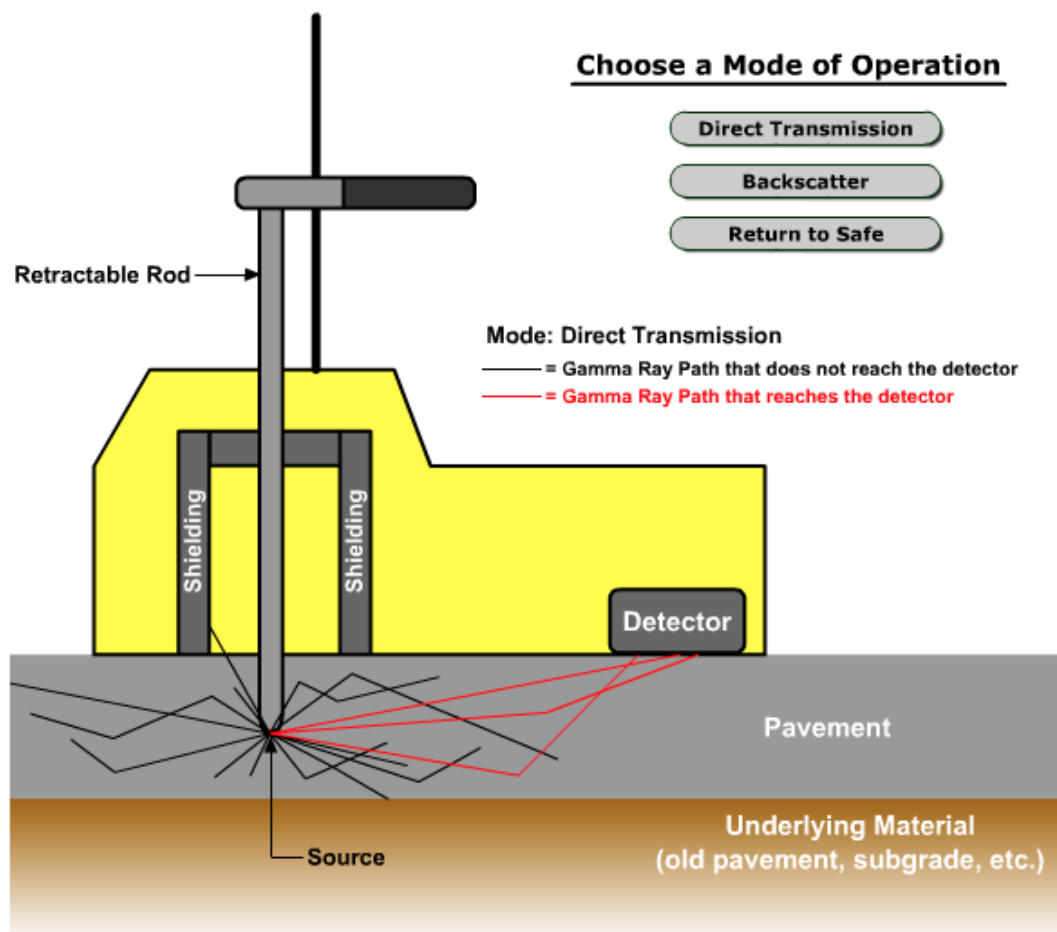 Choose a Mode of Operation
Direct Transmission
Backscatter
Return to Safe
Retractable Rod
Mode: Direct Transmission
= Gamma Ray Path that does not reach the detector
= Gamma Ray Path that reaches the detector
Shielding
Shielding
Detector
Pavement
Underlying Material
(old pavement, subgrade, etc.)
Source